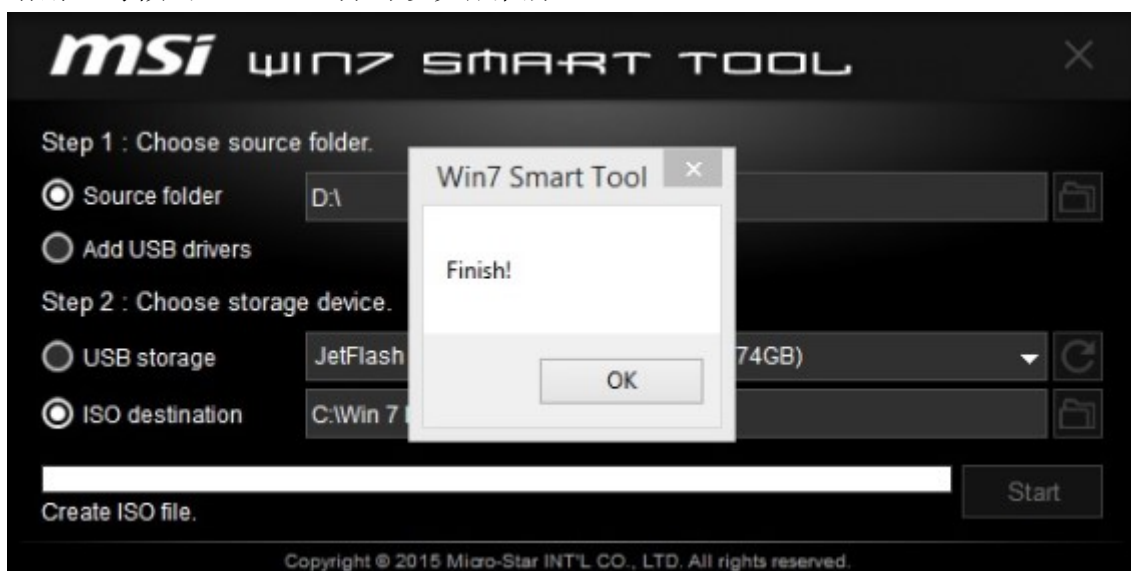 msi WIN7 SMART TOOL
Step 1 : Choose source folder.
Source folder D:\
Add USB drivers
Step 2 : Choose storage device.
USB storage JetFlash 74GB)
ISO destination C:\Win 7
Win7 Smart Tool
Finish!
OK
Start
Create ISO file.
Copyright © 2015 Micro-Star INT'L CO., LTD. All rights reserved.